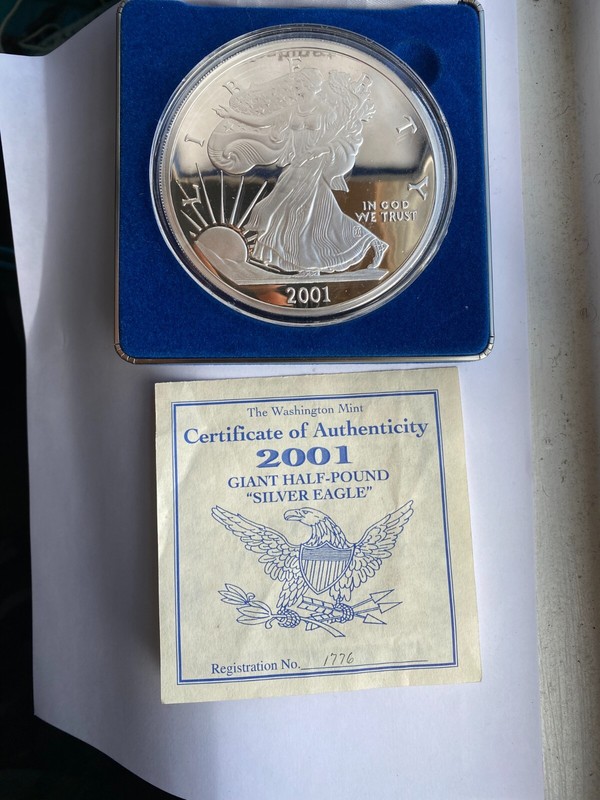 LIBERTY
IN GOD
WE TRUST
2001
The Washington Mint
Certificate of Authenticity
2001
GIANT HALF-POUND
“SILVER EAGLE”
Registration No. 1776